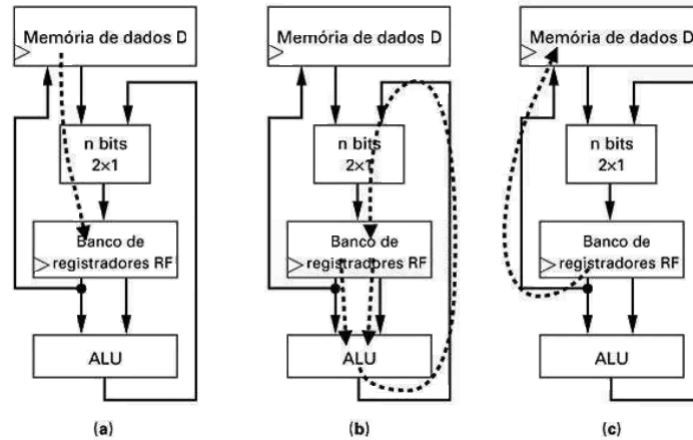 Memória de dados D
n bits
2×1
Banco de
registradores RF
ALU
(a)
Memória de dados D
n bits
2×1
Banco de
registradores RF
ALU
(b)
Memória de dados D
n bits
2×1
Banco de
registradores RF
ALU
(c)